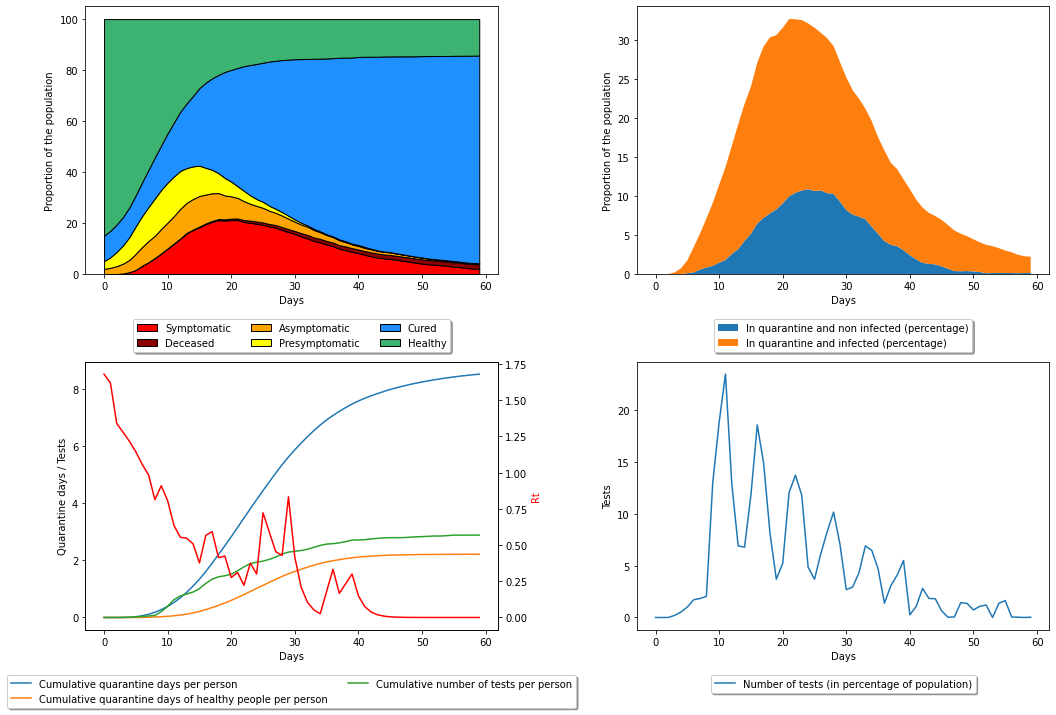 Proportion of the population
100
80
60
40
20
0
0 10 20 30 40 50 60
Days
Symptomatic Asymptomatic Cured
Deceased Presymptomatic Healthy
Proportion of the population
30
25
20
15
10
5
0
0 10 20 30 40 50 60
Days
In quarantine and non infected (percentage)
In quarantine and infected (percentage)
Quarantine days / Tests
8
6
4
2
0
0 10 20 30 40 50 60
Days
1.75
1.50
1.25
1.00
0.75
0.50
0.25
0.00
Rt
Cumulative quarantine days per person Cumulative number of tests per person
Cumulative quarantine days of healthy people per person
Tests
20
15
10
5
0
0 10 20 30 40 50 60
Days
Number of tests (in percentage of population)